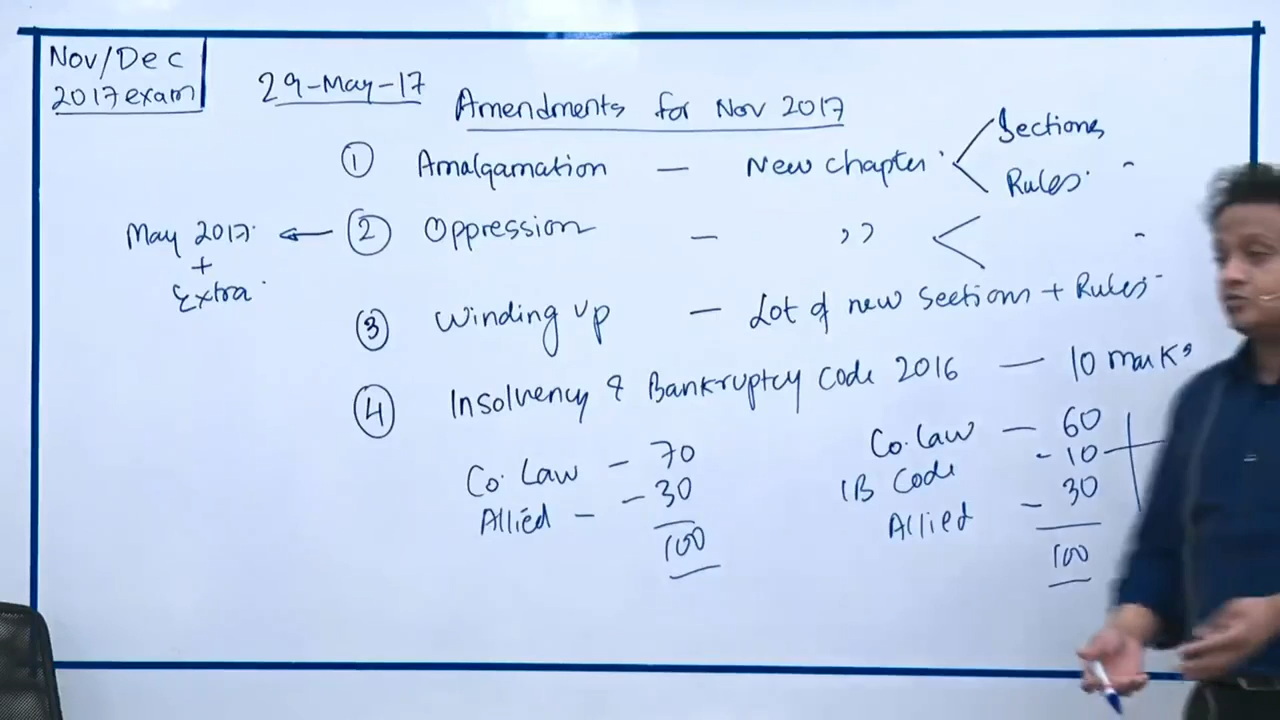 Nov/Dec
2017 exam
29-May-17
Amendments for Nov 2017
① Amalgamation — New chapter
Sections
Rules
May 2017 ← ② Oppression — ,,
+
Extra
③ Winding up — Lot of new sections + Rules
④ Insolvency & Bankruptcy Code 2016 — 10 marks
Co. Law - 70
Allied - - 30
100
Co. Law — 60
IB Code - 10
Allied - 30
100